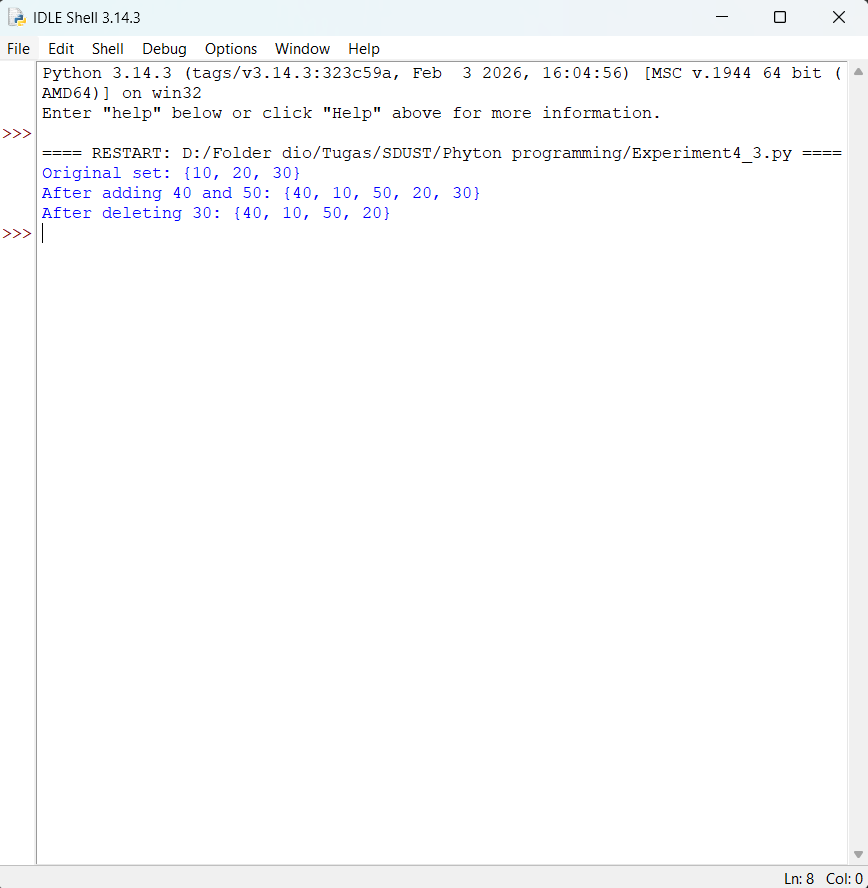 IDLE Shell 3.14.3
File Edit Shell Debug Options Window Help
Python 3.14.3 (tags/v3.14.3:323c59a, Feb  3 2026, 16:04:56) [MSC v.1944 64 bit (
AMD64)] on win32
Enter "help" below or click "Help" above for more information.
>>>
==== RESTART: D:/Folder dio/Tugas/SDUST/Phyton programming/Experiment4_3.py ====
Original set: {10, 20, 30}
After adding 40 and 50: {40, 10, 50, 20, 30}
After deleting 30: {40, 10, 50, 20}
>>>
Ln: 8 Col: 0